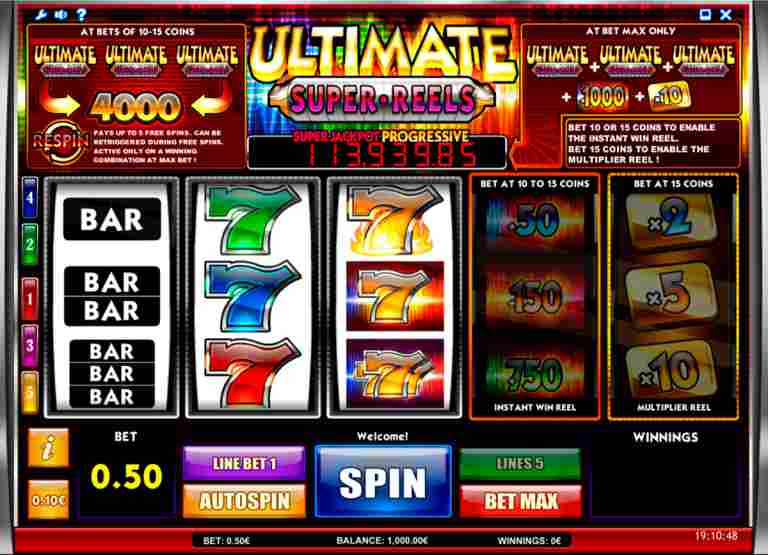 ?
AT BETS OF 10-15 COINS
ULTIMATE ULTIMATE ULTIMATE
4000
RESPIN
PAYS UP TO 5 FREE SPINS. CAN BE
RETRIGGERED DURING FREE SPINS.
ACTIVE ONLY ON A WINNING
COMBINATION AT MAX BET !
ULTIMATE
SUPER·REELS
SUPER JACKPOT PROGRESSIVE
113,939.85
AT BET MAX ONLY
ULTIMATE + ULTIMATE + ULTIMATE
+ 1000 + x10
BET 10 OR 15 COINS TO ENABLE
THE INSTANT WIN REEL.
BET 15 COINS TO ENABLE THE
MULTIPLIER REEL !
4
2
1
3
5
BAR
BAR
BAR
BAR
BAR
BAR
7
7
7
7
7
777
BET AT 10 TO 15 COINS
50
150
750
INSTANT WIN REEL
BET AT 15 COINS
x2
x5
x10
MULTIPLIER REEL
i
0.10€
BET
0.50
LINE BET 1
AUTOSPIN
Welcome!
SPIN
LINES 5
BET MAX
WINNINGS
BET: 0.50€
BALANCE: 1,000.00€
WINNINGS: 0€
19:10:48